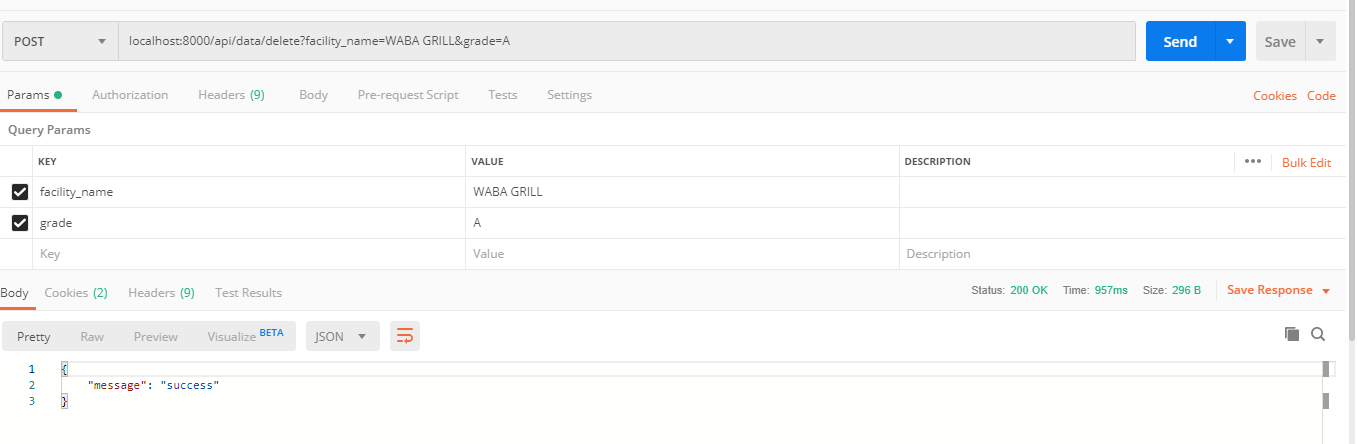 POST localhost:8000/api/data/delete?facility_name=WABA GRILL&grade=A Send Save
Params Authorization Headers (9) Body Pre-request Script Tests Settings Cookies Code
Query Params
KEY VALUE DESCRIPTION ••• Bulk Edit
facility_name WABA GRILL
grade A
Key Value Description
Body Cookies (2) Headers (9) Test Results Status: 200 OK Time: 957ms Size: 296 B Save Response
Pretty Raw Preview Visualize BETA JSON
1 {
2 "message": "success"
3 }